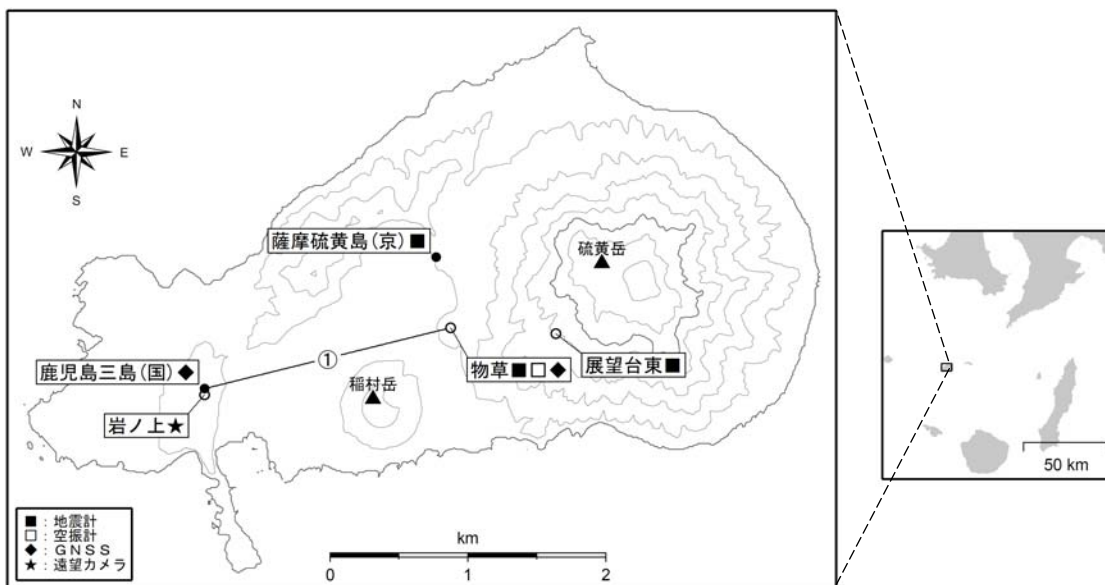 N
W
E
S
薩摩硫黄島(京)■
硫黄岳
①
鹿児島三島(国)◆
物草■□◆
展望台東■
稲村岳
岩ノ上★
■:地震計
□:空振計
◆:GNSS
★:遠望カメラ
km
0 1 2
50 km